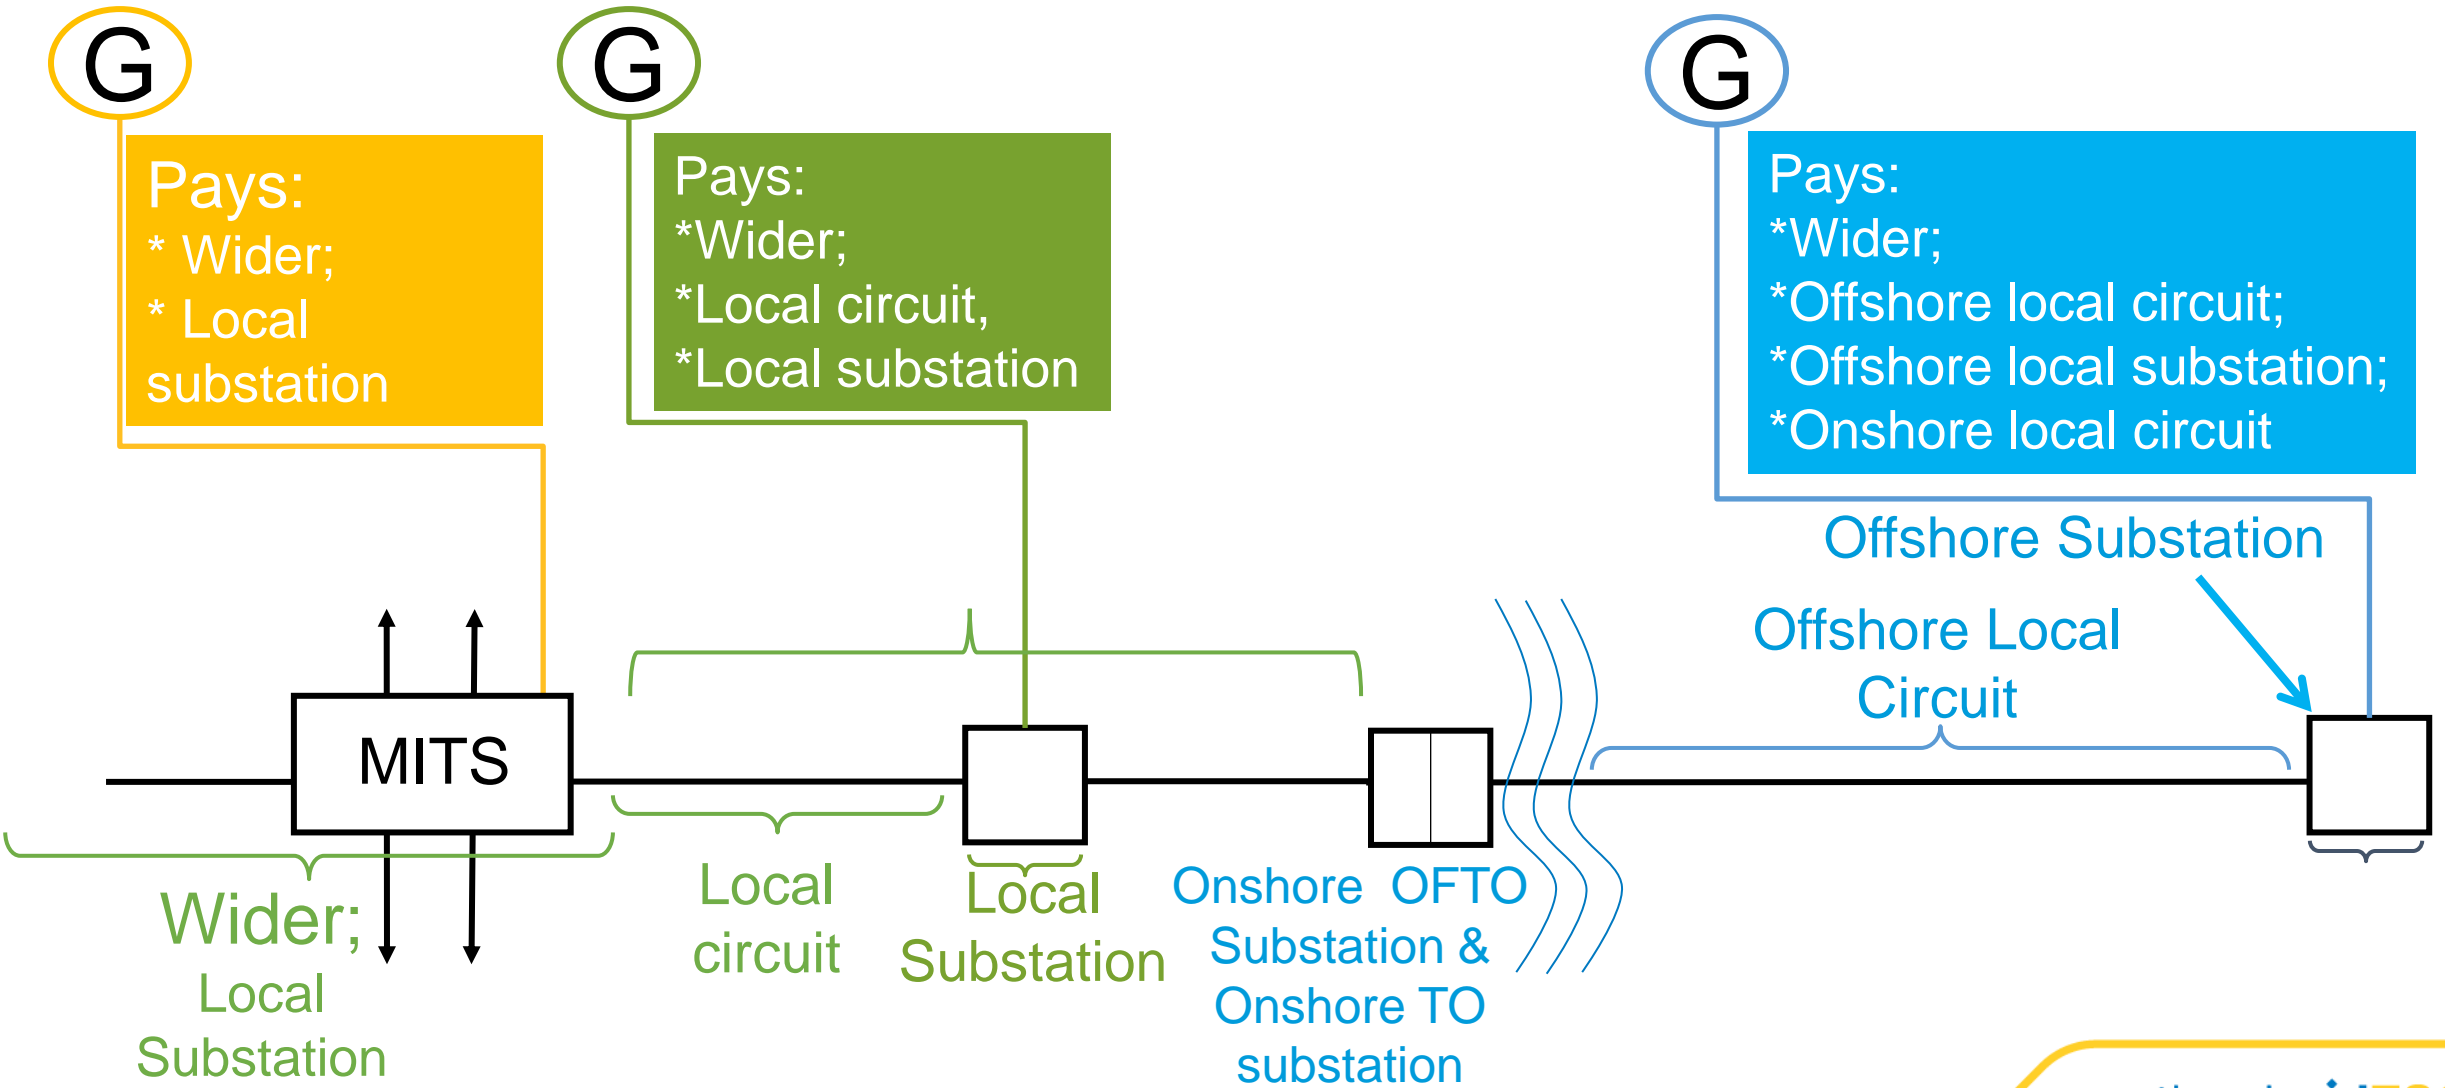 G
G
G
Pays:
* Wider;
* Local
substation
Pays:
*Wider;
*Local circuit,
*Local substation
Pays:
*Wider;
*Offshore local circuit;
*Offshore local substation;
*Onshore local circuit
Offshore Substation
Offshore Local
Circuit
MITS
Wider;
Local
Substation
Local
circuit
Local
Substation
Onshore OFTO
Substation &
Onshore TO
substation